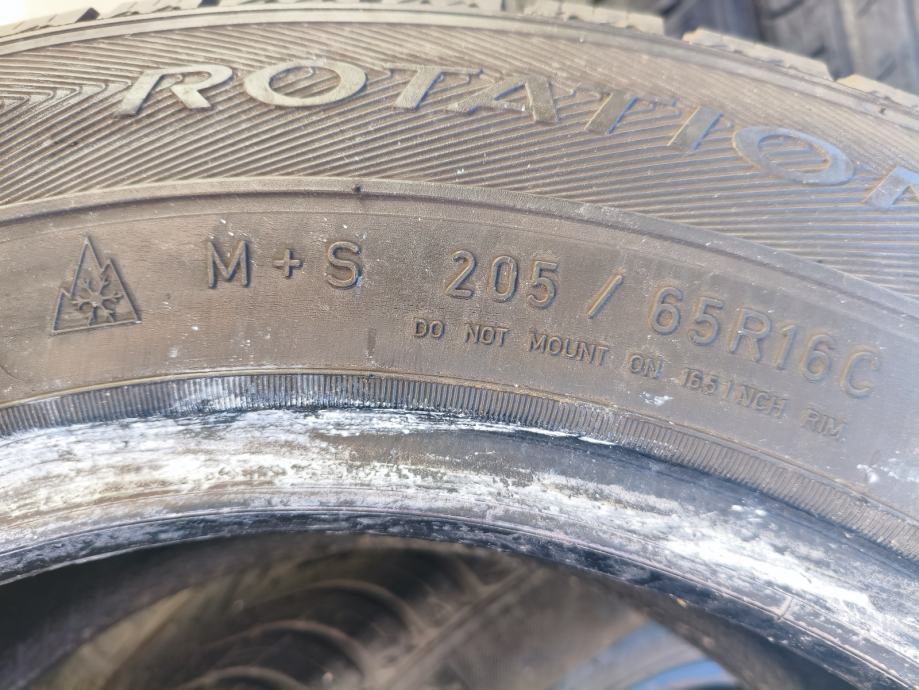 ROTATION
M+S 205 / 65R16C
DO NOT MOUNT ON 16.5 INCH RIM